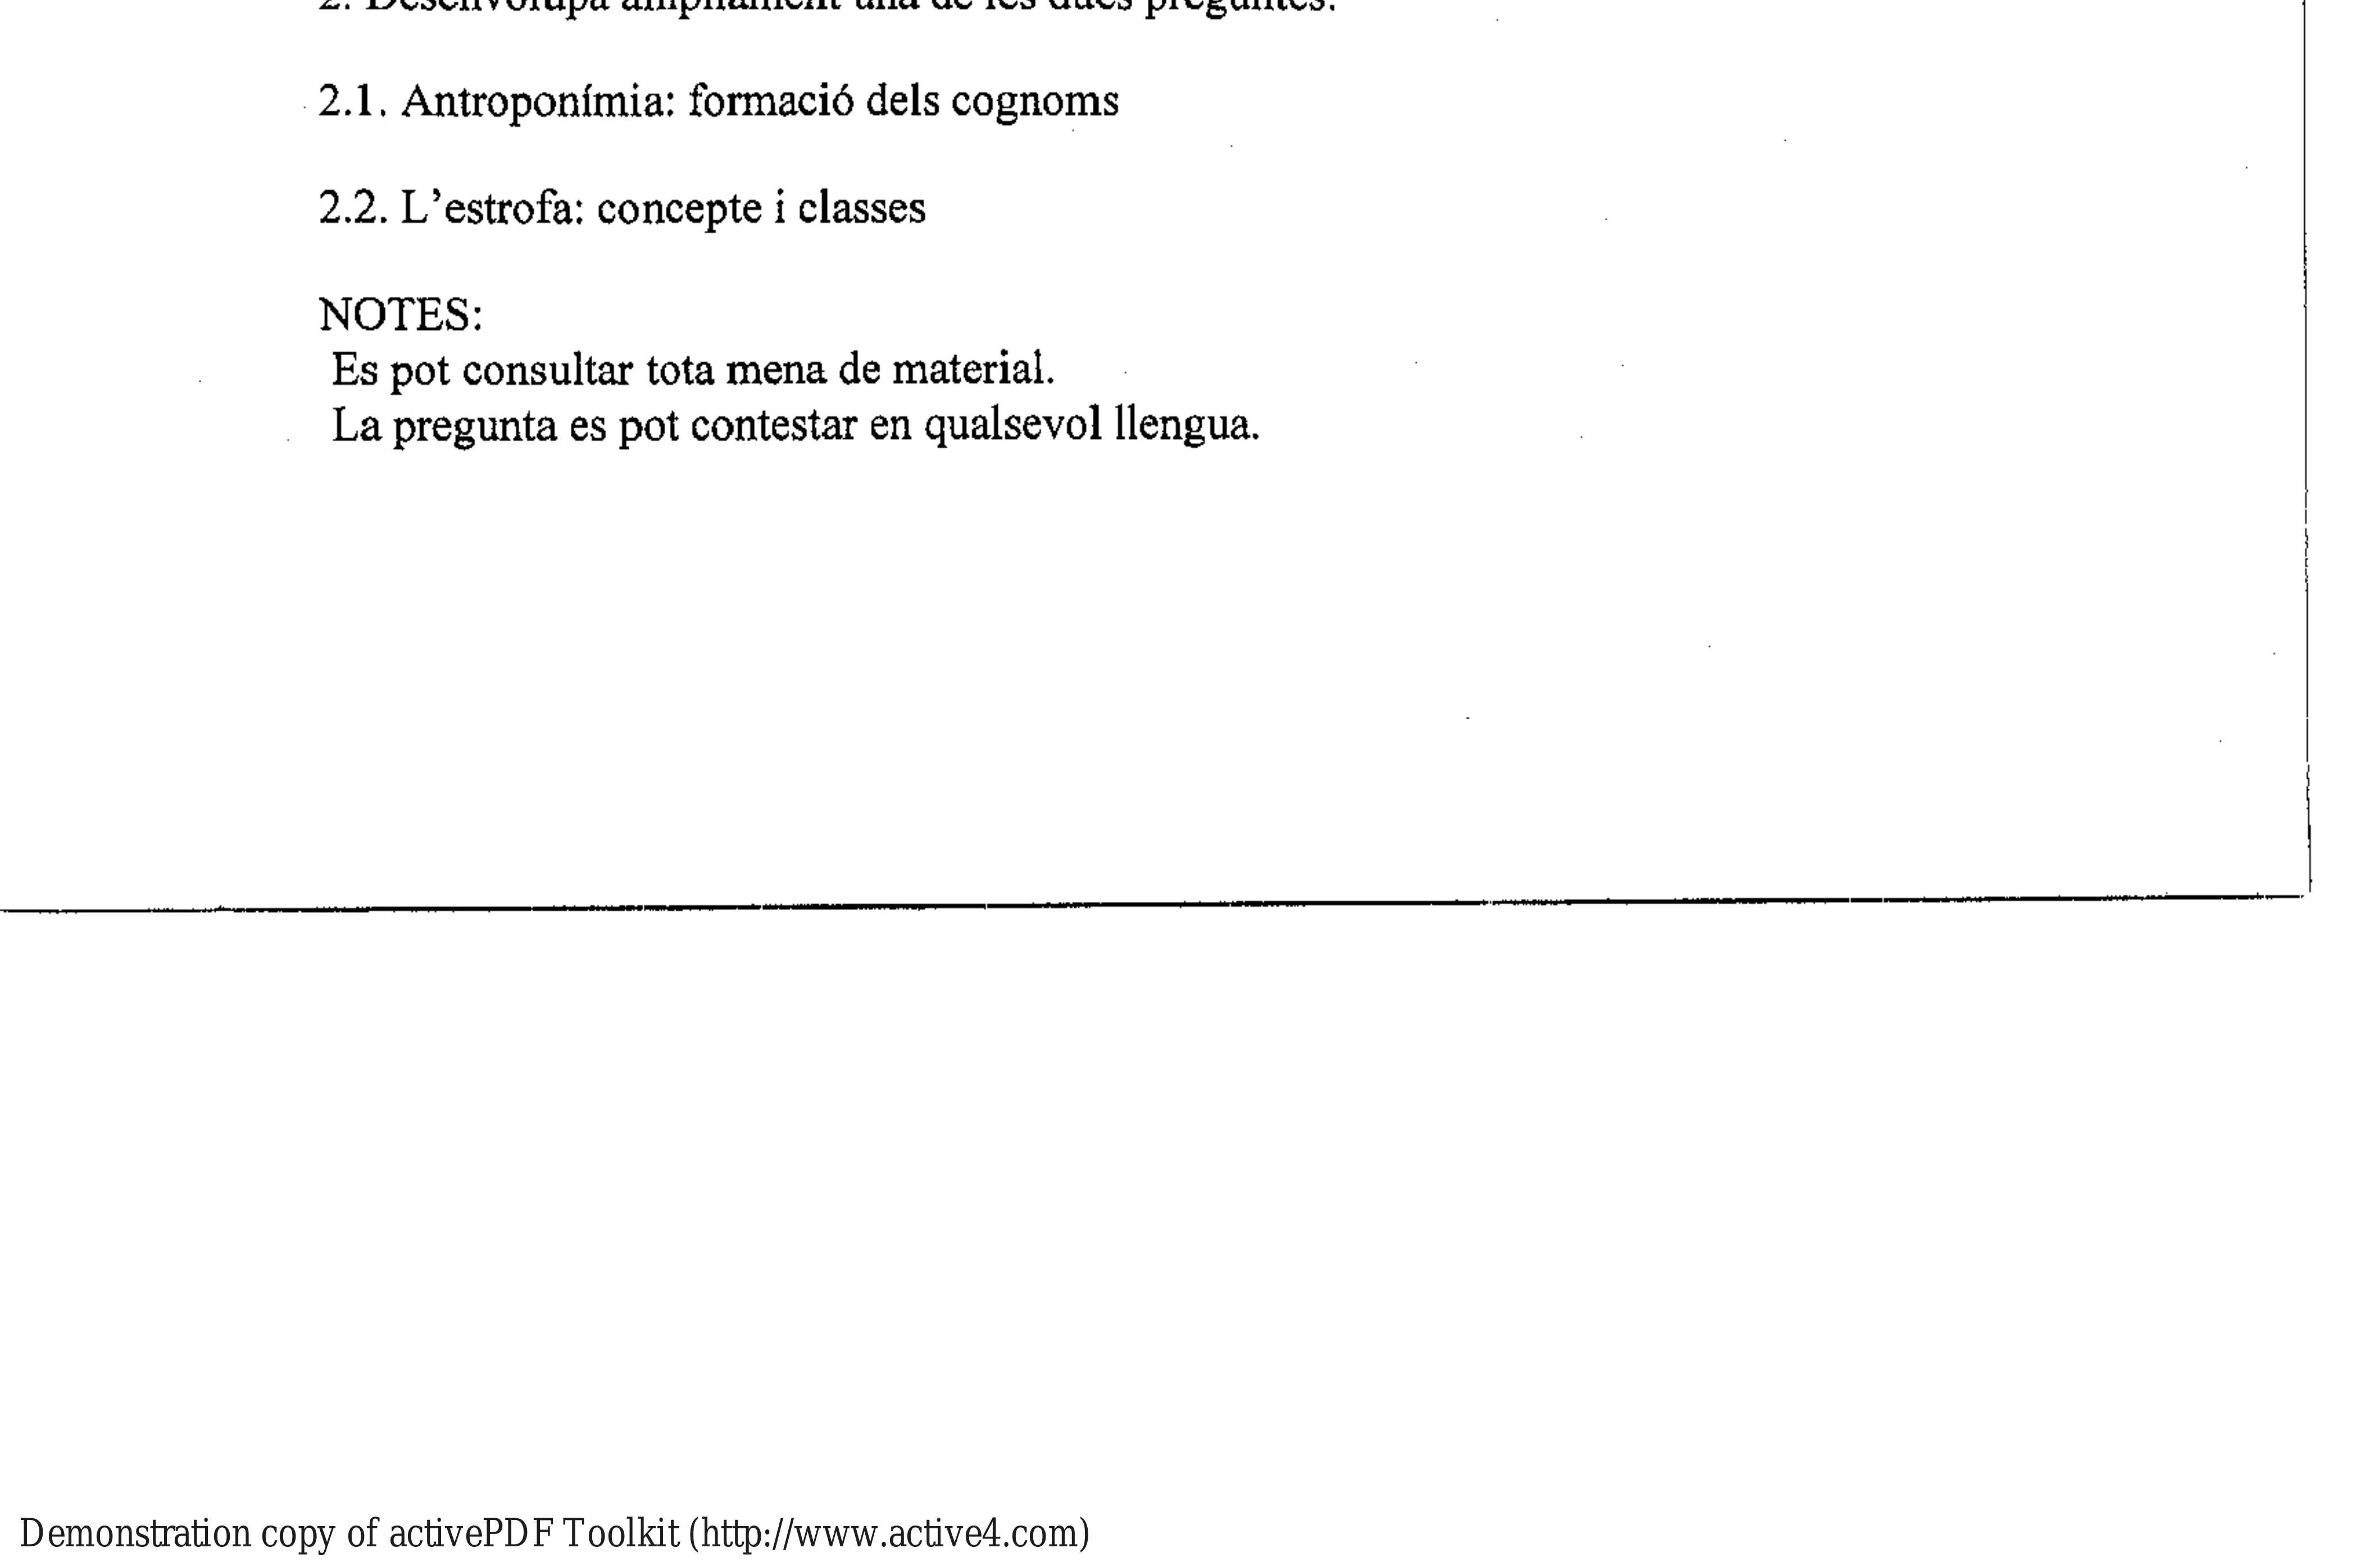 2. Desenvolupa àmpliament una de les dues preguntes:
2.1. Antroponímia: formació dels cognoms
2.2. L'estrofa: concepte i classes
NOTES:
Es pot consultar tota mena de material.
La pregunta es pot contestar en qualsevol llengua.
Demonstration copy of activePDF Toolkit (http://www.active4.com)